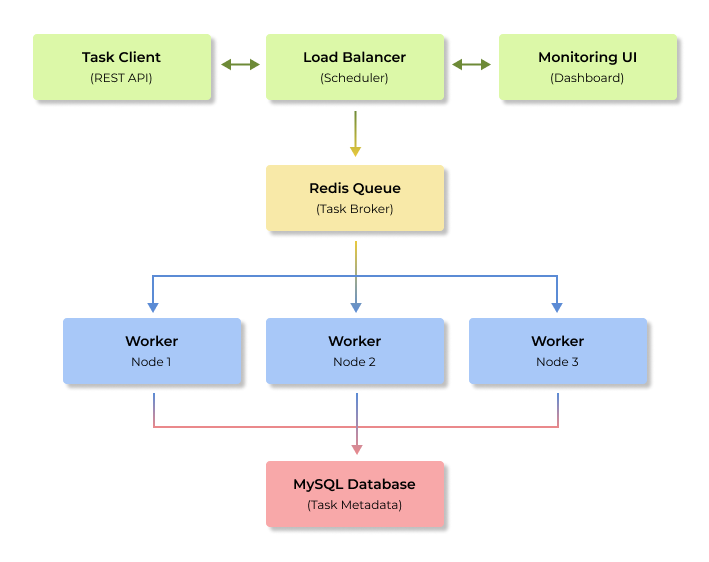 Task Client
(REST API)
Load Balancer
(Scheduler)
Monitoring UI
(Dashboard)
Redis Queue
(Task Broker)
Worker
Node 1
Worker
Node 2
Worker
Node 3
MySQL Database
(Task Metadata)